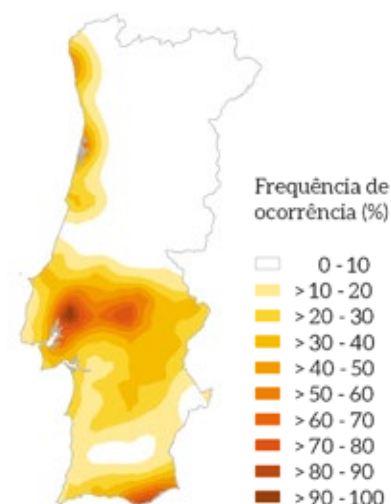 Frequência de
ocorrência (%)
0 - 10
> 10 - 20
> 20 - 30
> 30 - 40
> 40 - 50
> 50 - 60
> 60 - 70
> 70 - 80
> 80 - 90
> 90 - 100